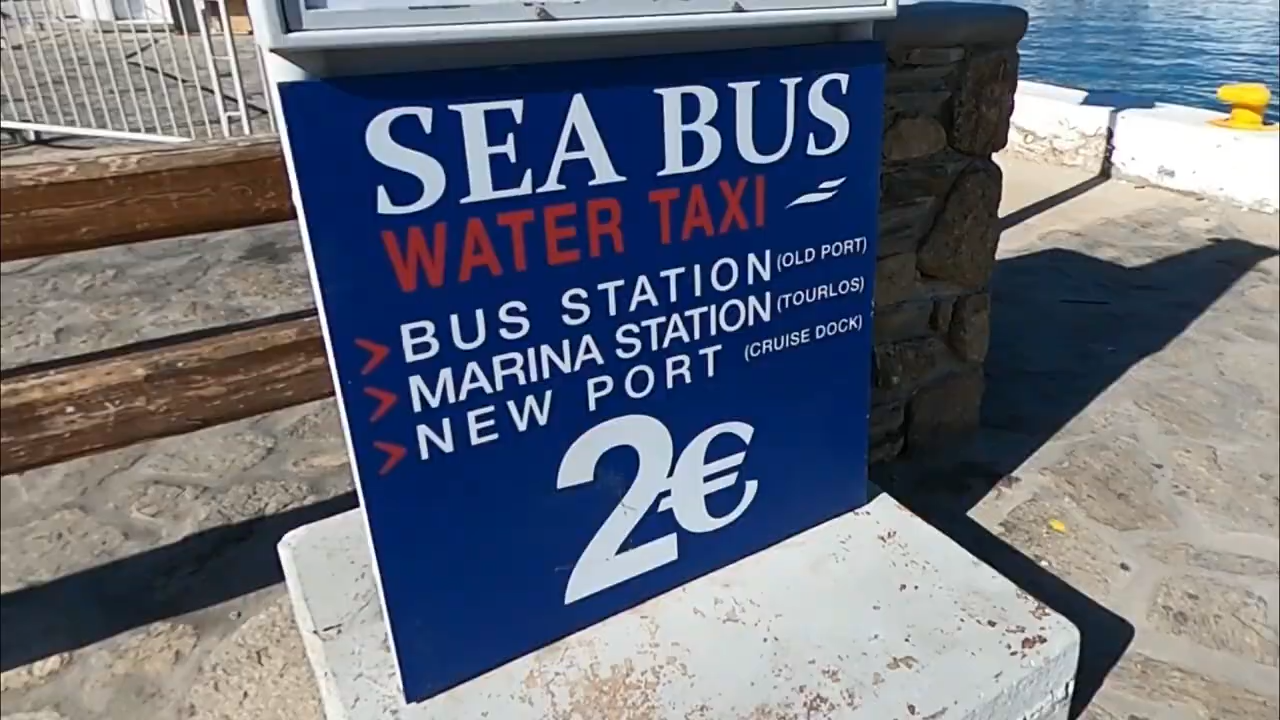 SEA BUS
WATER TAXI
> BUS STATION (OLD PORT)
> MARINA STATION (TOURLOS)
> NEW PORT (CRUISE DOCK)
2€